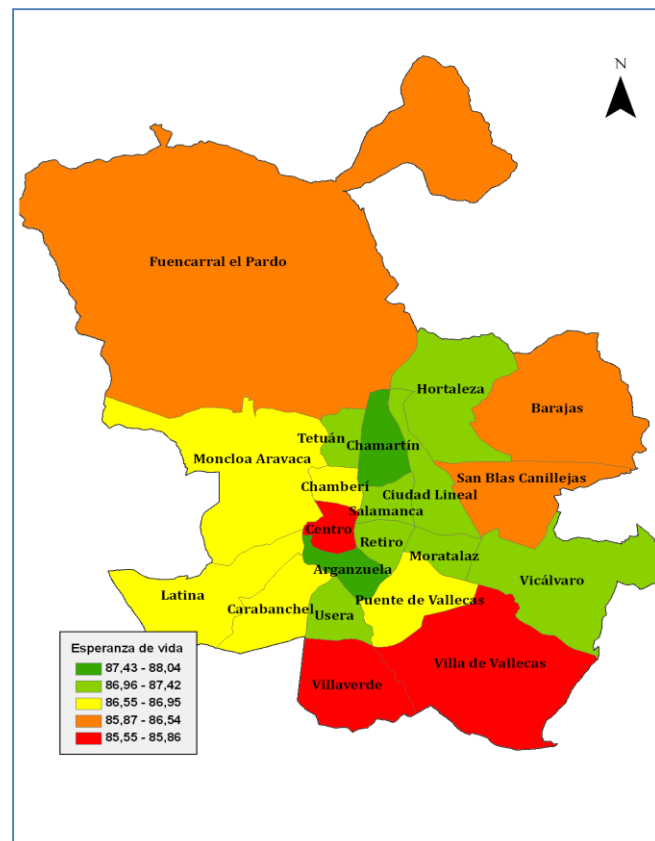 N
Fuencarral el Pardo
Hortaleza
Barajas
Tetuán
Chamartín
Moncloa Aravaca
San Blas Canillejas
Chamberí
Ciudad Lineal
Salamanca
Centro
Retiro
Moratalaz
Arganzuela
Vicálvaro
Latina
Puente de Vallecas
Carabanchel
Usera
Villa de Vallecas
Villaverde
Esperanza de vida
87,43 - 88,04
86,96 - 87,42
86,55 - 86,95
85,87 - 86,54
85,55 - 85,86